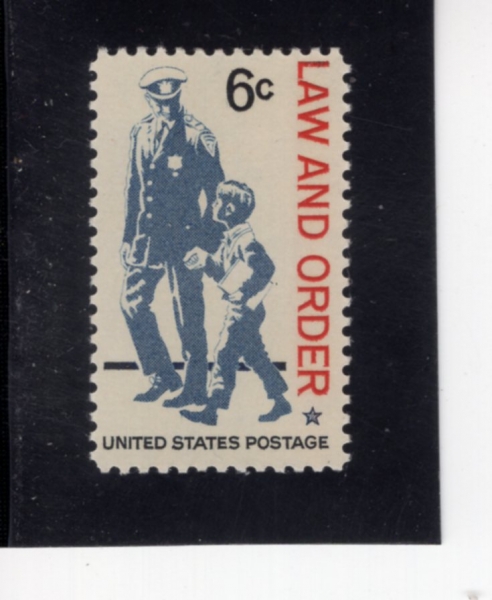 6c
LAW AND ORDER
UNITED STATES POSTAGE